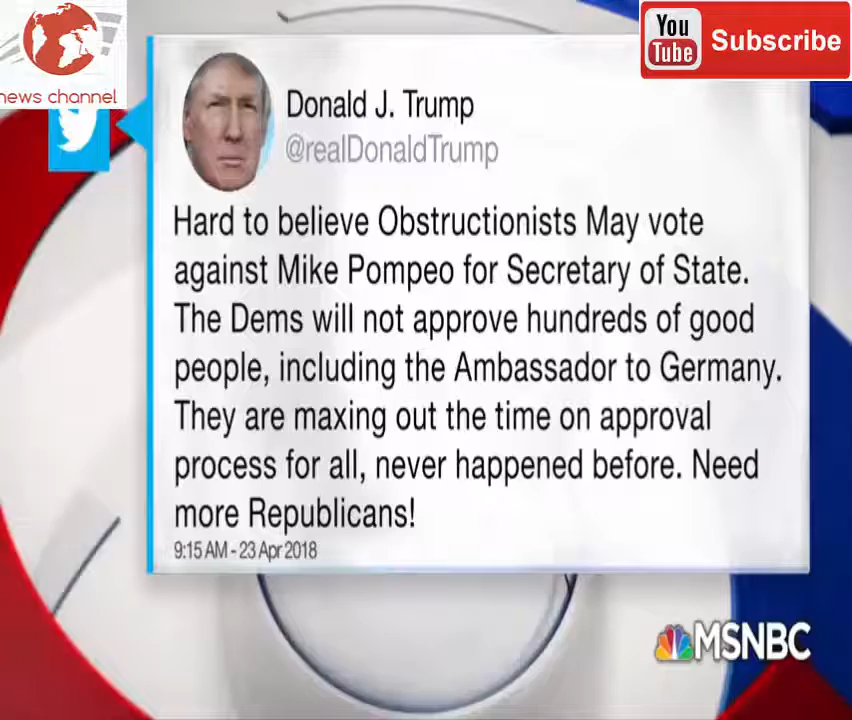 You
Tube Subscribe
news channel
Donald J. Trump
@realDonaldTrump
Hard to believe Obstructionists May vote
against Mike Pompeo for Secretary of State.
The Dems will not approve hundreds of good
people, including the Ambassador to Germany.
They are maxing out the time on approval
process for all, never happened before. Need
more Republicans!
9:15 AM - 23 Apr 2018
MSNBC